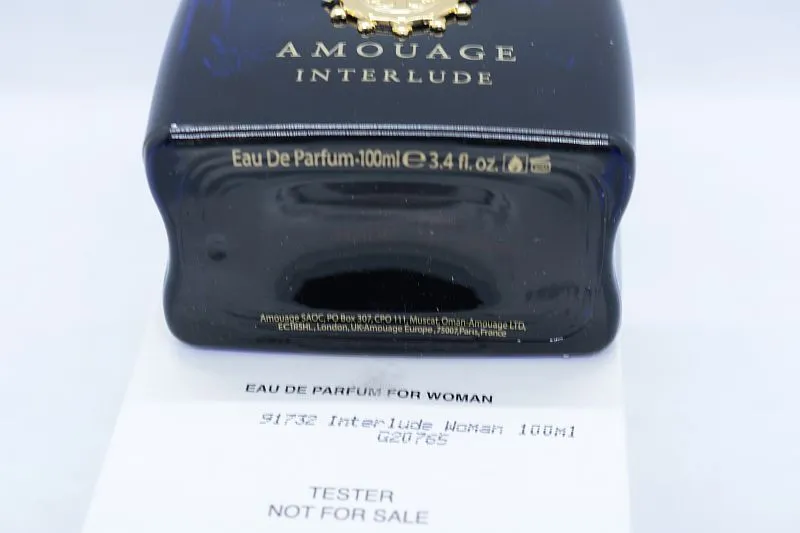 AMOUAGE
INTERLUDE
Eau De Parfum-100ml ℮ 3.4 fl. oz.
Amouage SAOC, PO Box 307, CPO 111, Muscat, Oman-Amouage LTD,
EC1R5HL, London, UK-Amouage Europe, 75007, Paris, France
EAU DE PARFUM FOR WOMAN
91732 Interlude Woman 100ml
G20765
TESTER
NOT FOR SALE